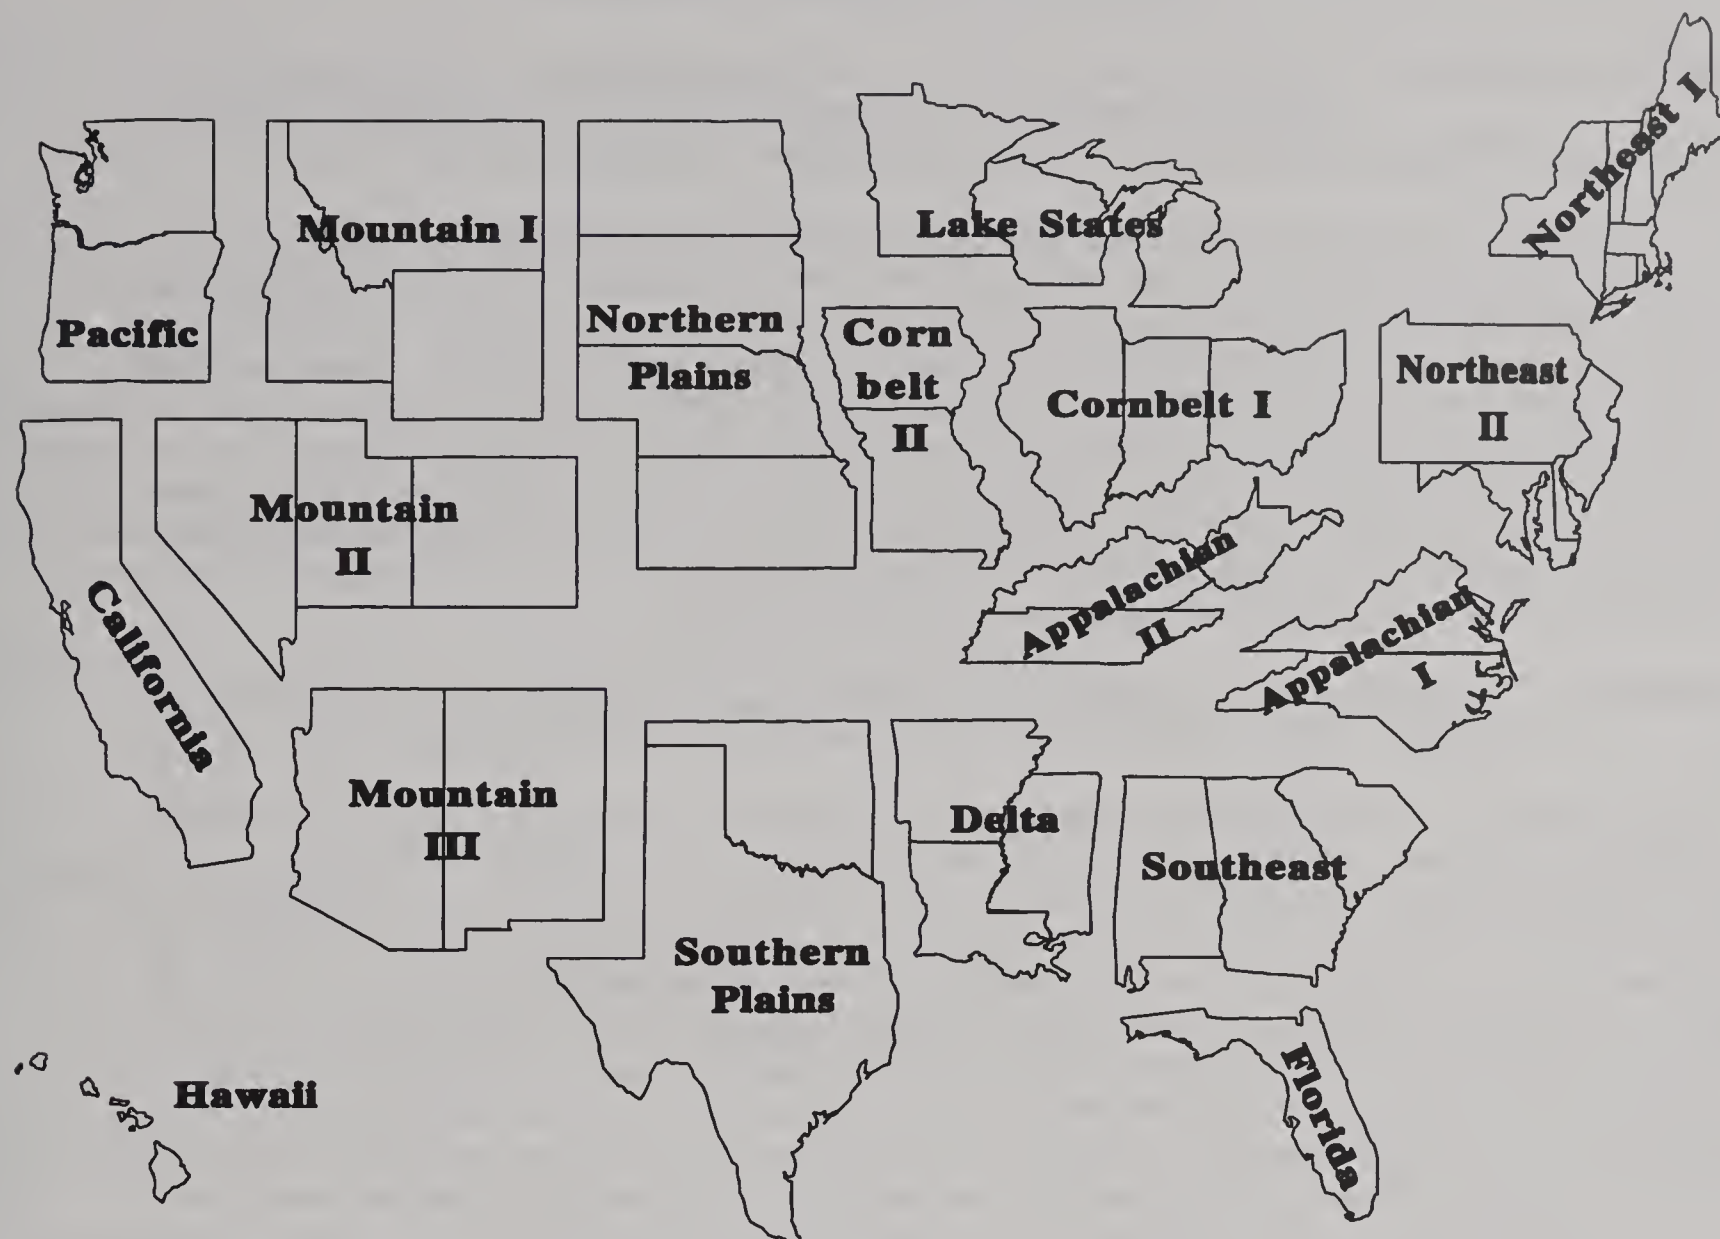 Northeast I
Mountain I
Lake States
Pacific
Northern
Plains
Corn
belt
II
Cornbelt I
Northeast
II
Mountain
II
California
Appalachian
II
Appalachian
I
Mountain
III
Delta
Southeast
Southern
Plains
Hawaii
Florida